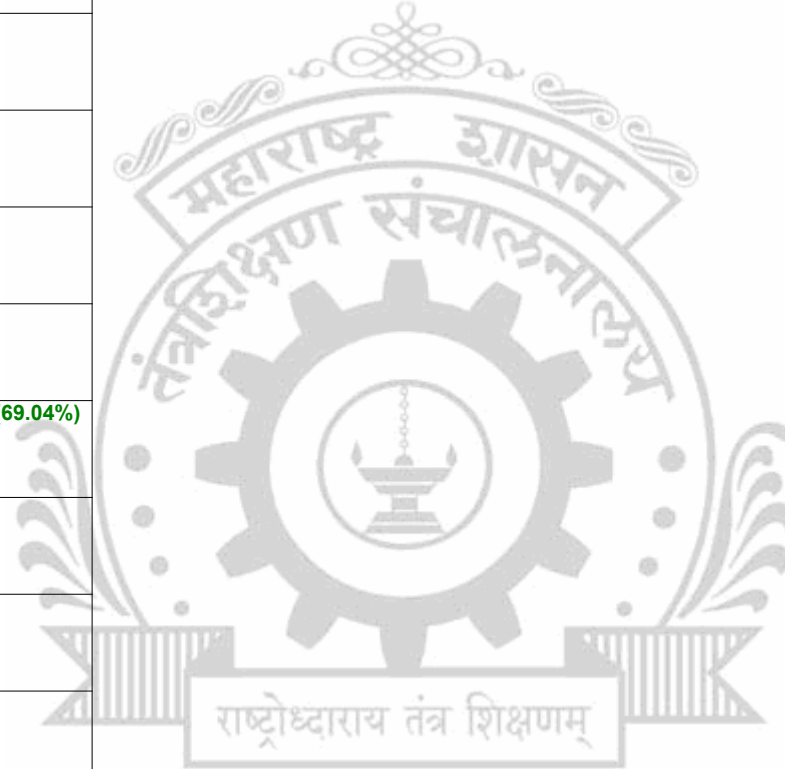 महाराष्ट्र शासन
तंत्रशिक्षण संचालनालय
69.04%)
राष्ट्रोध्दाराय तंत्र शिक्षणम्